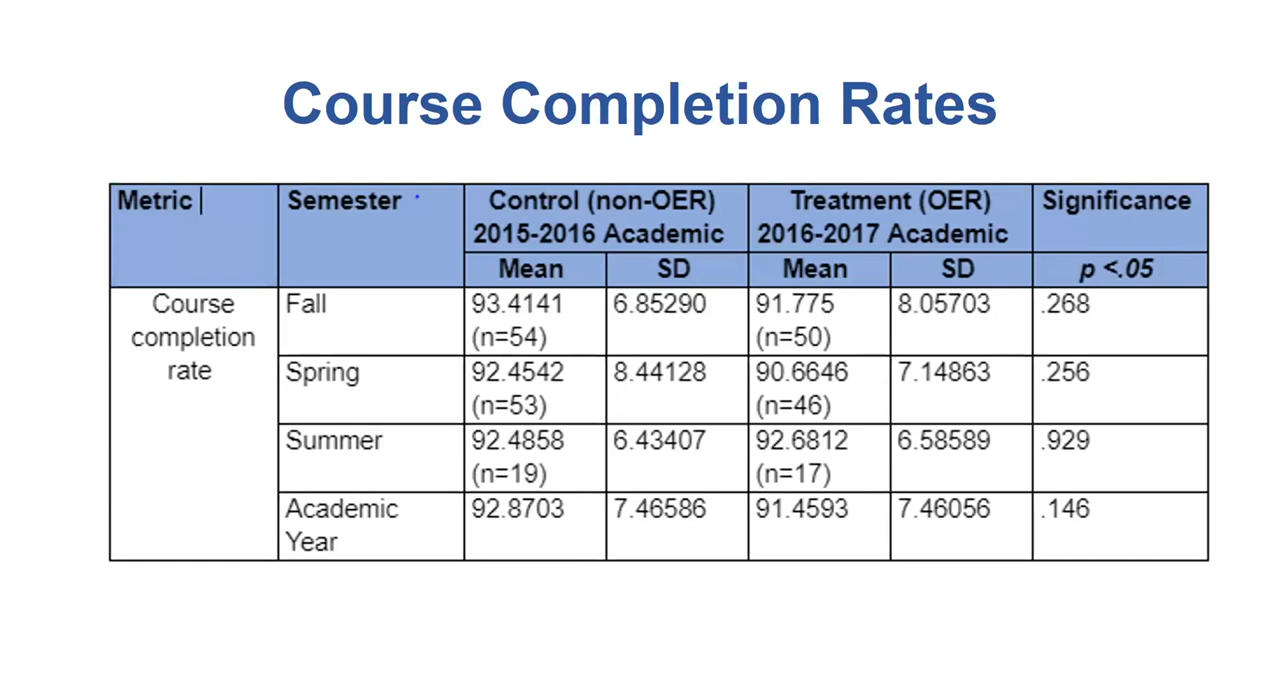 Course Completion Rates
Metric Semester Control (non-OER) Treatment (OER) Significance
2015-2016 Academic 2016-2017 Academic
Mean SD Mean SD p <.05
Course Fall 93.4141 6.85290 91.775 8.05703 .268
completion (n=54) (n=50)
rate Spring 92.4542 8.44128 90.6646 7.14863 .256
(n=53) (n=46)
Summer 92.4858 6.43407 92.6812 6.58589 .929
(n=19) (n=17)
Academic 92.8703 7.46586 91.4593 7.46056 .146
Year